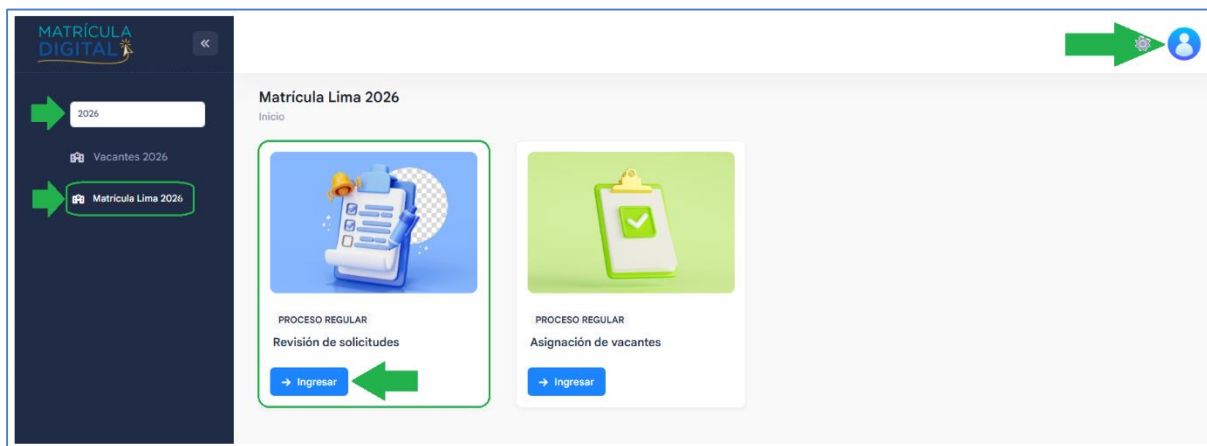 MATRÍCULA
DIGITAL
2026
Vacantes 2026
Matrícula Lima 2026
Matrícula Lima 2026
Inicio
PROCESO REGULAR
Revisión de solicitudes
Ingresar
PROCESO REGULAR
Asignación de vacantes
Ingresar